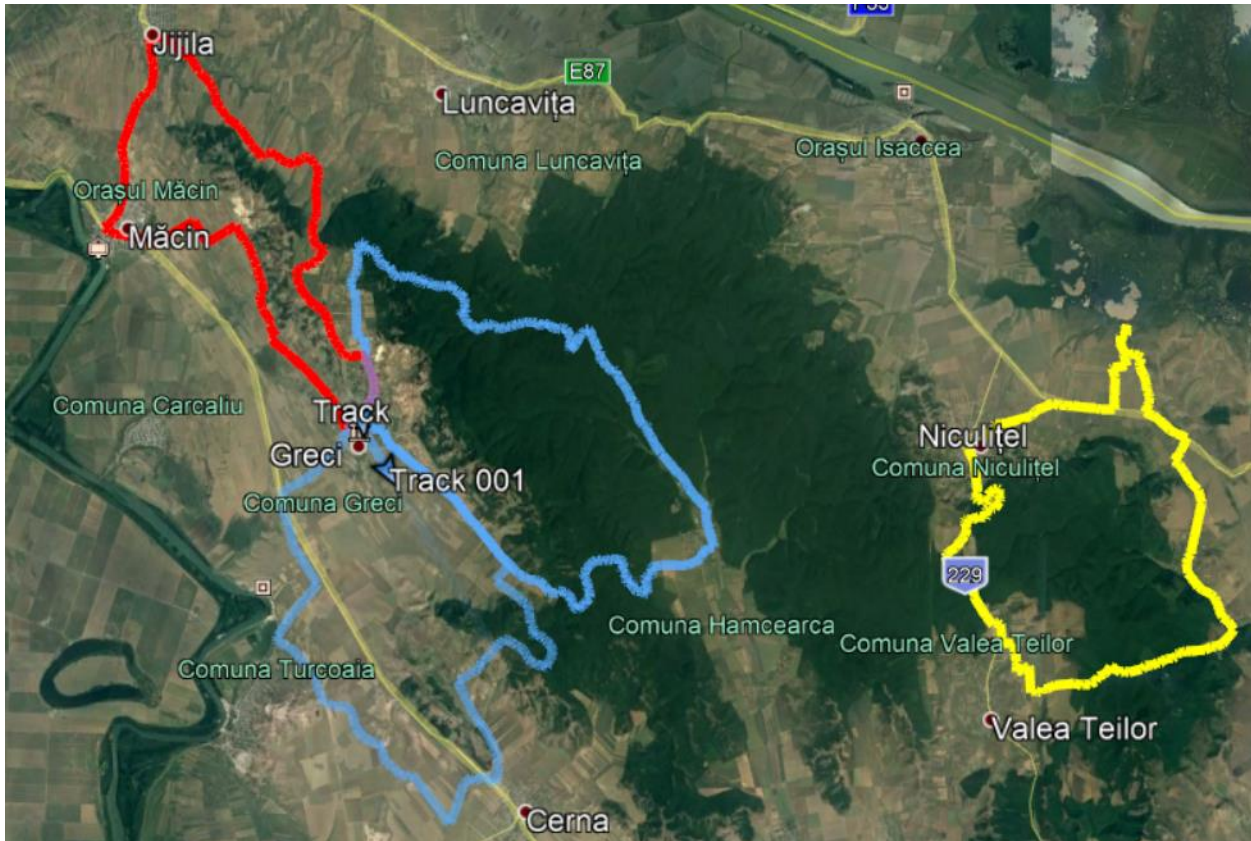 Jijila
E87
Luncavița
Comuna Luncavița
Orașul Isaccea
Orașul Măcin
Măcin
Comuna Carcaliu
Track
Greci
Track 001
Comuna Greci
Niculițel
Comuna Niculițel
229
Comuna Hamcearca
Comuna Valea Teilor
Comuna Turcoaia
Valea Teilor
Cerna